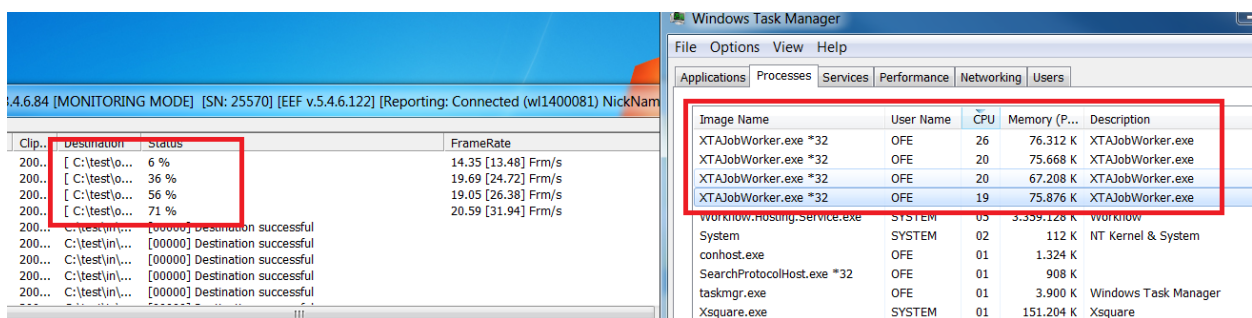 .4.6.84 [MONITORING MODE] [SN: 25570] [EEF v.5.4.6.122] [Reporting: Connected (wl1400081) NickNam
Clip... Destination Status FrameRate
200... [ C:\test\o... 6 % 14.35 [13.48] Frm/s
200... [ C:\test\o... 36 % 19.69 [24.72] Frm/s
200... [ C:\test\o... 56 % 19.05 [26.38] Frm/s
200... [ C:\test\o... 71 % 20.59 [31.94] Frm/s
200... C:\test\in\... [00000] Destination successful
200... C:\test\in\... [00000] Destination successful
200... C:\test\in\... [00000] Destination successful
200... C:\test\in\... [00000] Destination successful
Windows Task Manager
File Options View Help
Applications Processes Services Performance Networking Users
Image Name User Name CPU Memory (P... Description
XTAJobWorker.exe *32 OFE 26 76.312 K XTAJobWorker.exe
XTAJobWorker.exe *32 OFE 20 75.668 K XTAJobWorker.exe
XTAJobWorker.exe *32 OFE 20 67.208 K XTAJobWorker.exe
XTAJobWorker.exe *32 OFE 19 75.876 K XTAJobWorker.exe
Workflow.Hosting.Service.exe SYSTEM 05 3.359.128 K Workflow
System SYSTEM 02 112 K NT Kernel & System
conhost.exe OFE 01 1.324 K
SearchProtocolHost.exe *32 OFE 01 908 K
taskmgr.exe OFE 01 3.900 K Windows Task Manager
Xsquare.exe SYSTEM 01 151.204 K Xsquare